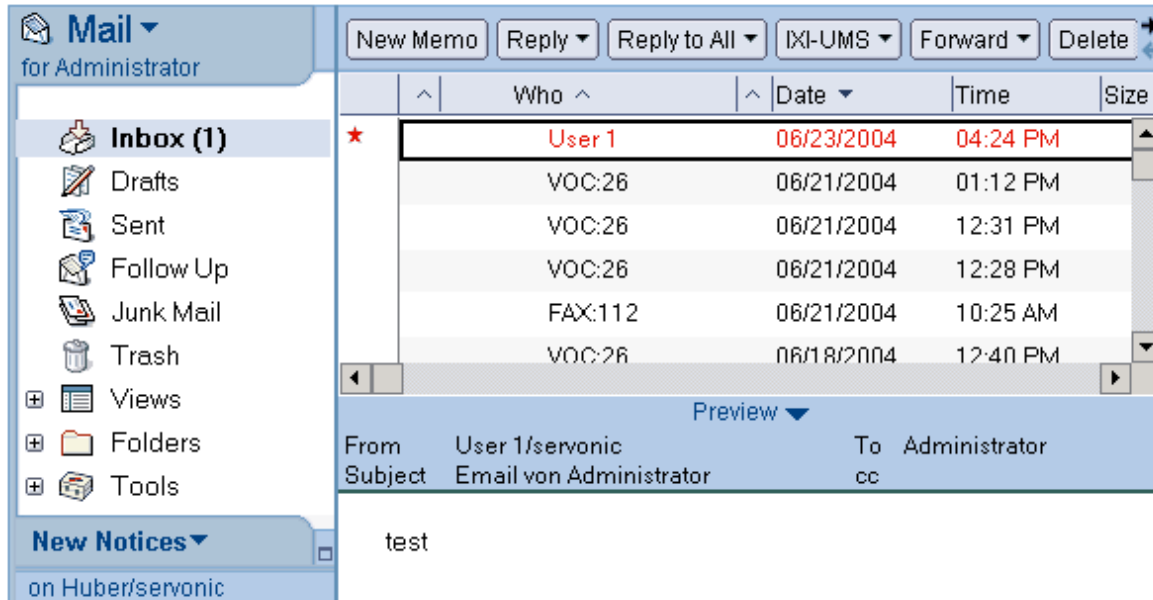 Mail
for Administrator
Inbox (1)
Drafts
Sent
Follow Up
Junk Mail
Trash
Views
Folders
Tools
New Notices
on Huber/servonic
New Memo Reply Reply to All IXI-UMS Forward Delete
Who Date Time Size
User 1 06/23/2004 04:24 PM
VOC:26 06/21/2004 01:12 PM
VOC:26 06/21/2004 12:31 PM
VOC:26 06/21/2004 12:28 PM
FAX:112 06/21/2004 10:25 AM
VOC:26 06/18/2004 12:40 PM
Preview
From User 1/servonic To Administrator
Subject Email von Administrator cc
test